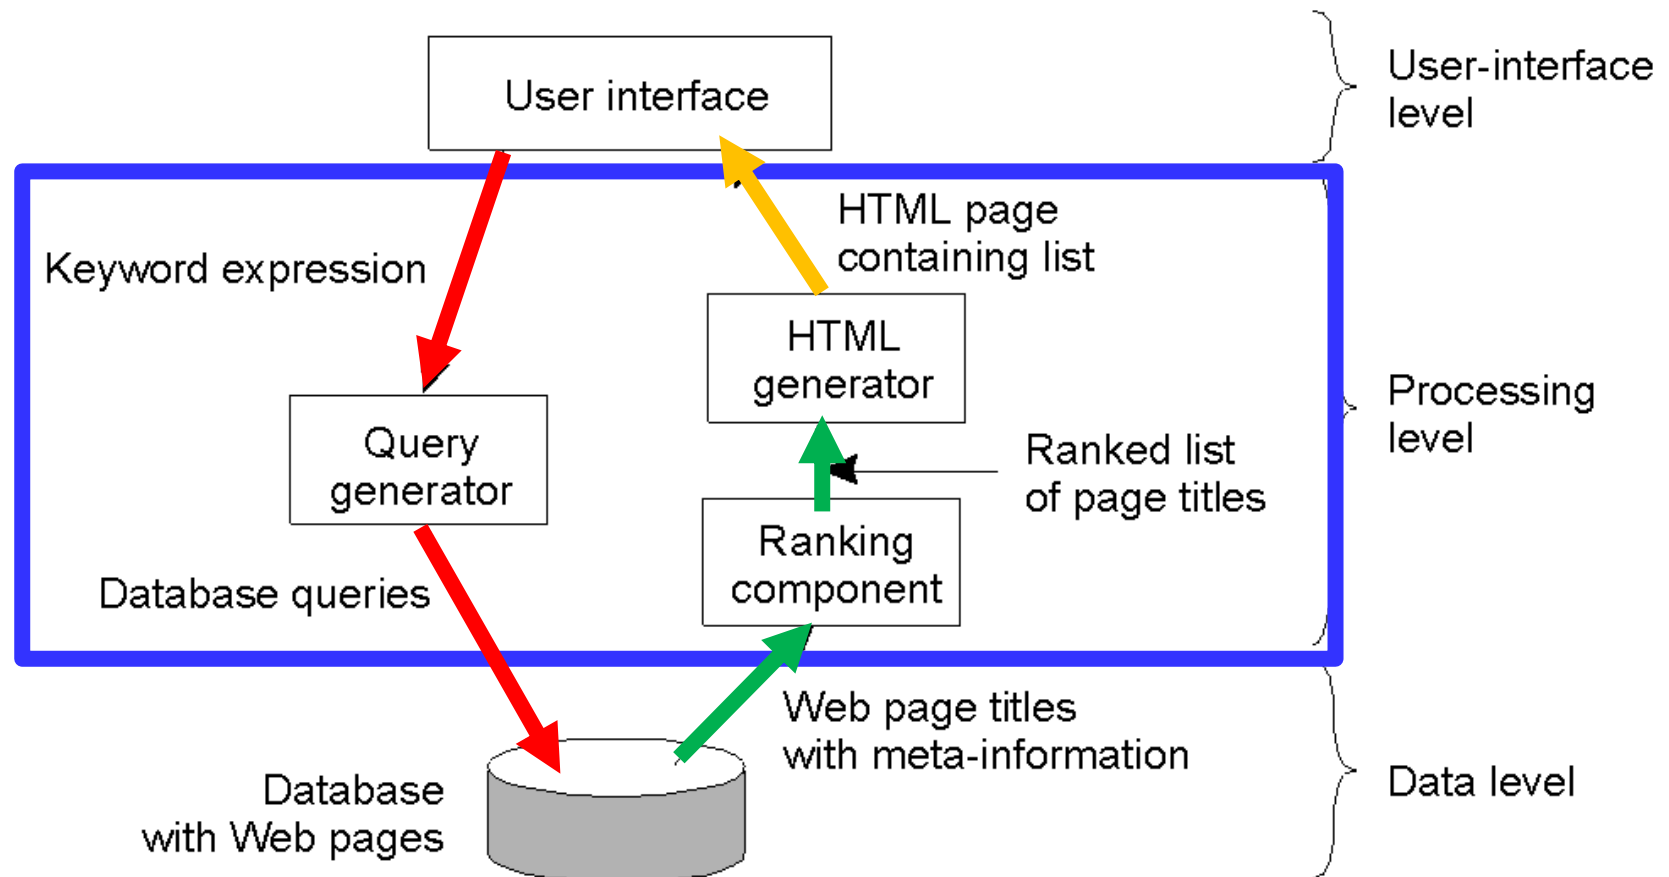 User interface
User-interface
level
HTML page
containing list
Keyword expression
HTML
generator
Processing
level
Query
generator
Ranked list
of page titles
Ranking
component
Database queries
Web page titles
with meta-information
Database
with Web pages
Data level